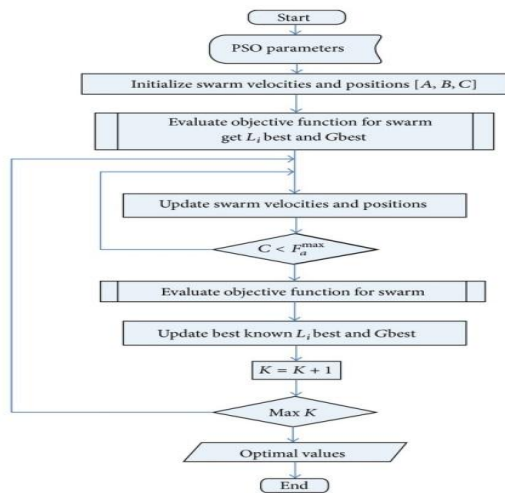 Start
PSO parameters
Initialize swarm velocities and positions [A, B, C]
Evaluate objective function for swarm
get L_i best and Gbest
Update swarm velocities and positions
C < F_a^max
Evaluate objective function for swarm
Update best known L_i best and Gbest
K = K + 1
Max K
Optimal values
End